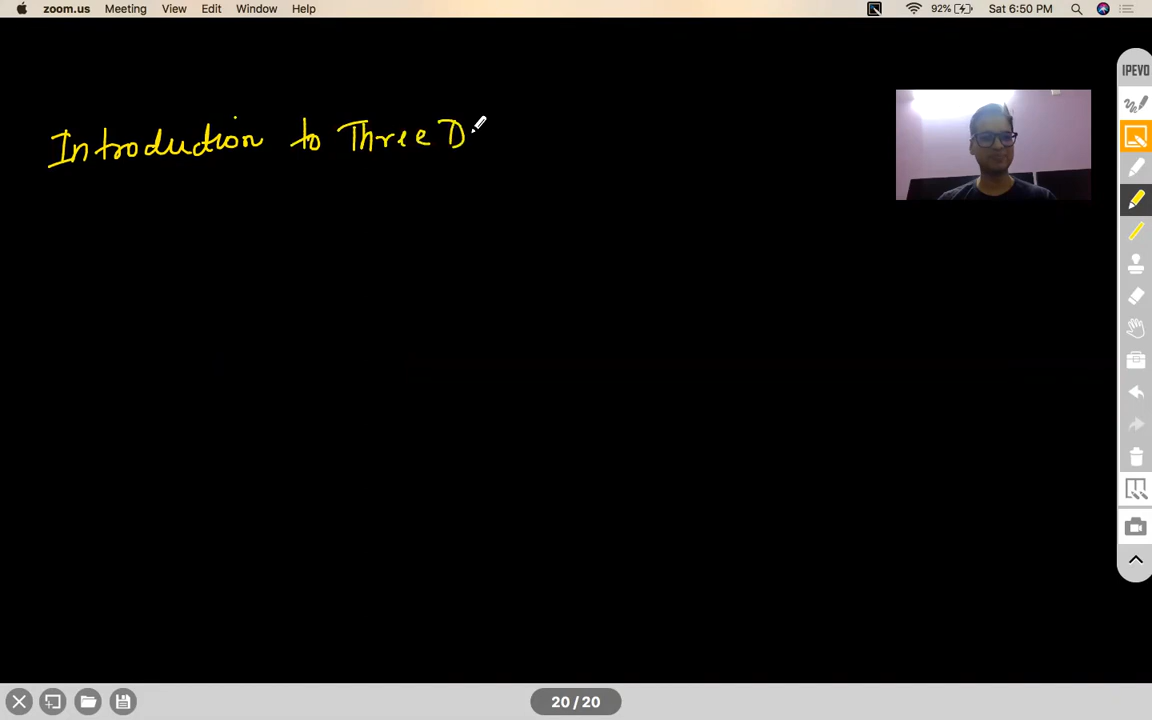 zoom.us Meeting View Edit Window Help 92% Sat 6:50 PM
IPEVO
Introduction to Three D
20 / 20